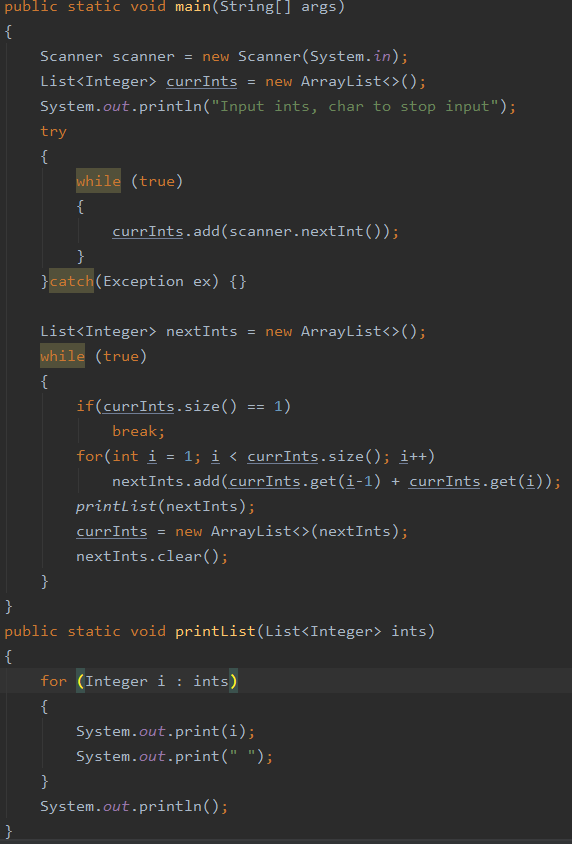 public static void main(String[] args)
{
    Scanner scanner = new Scanner(System.in);
    List<Integer> currInts = new ArrayList<>();
    System.out.println("Input ints, char to stop input");
    try
    {
        while (true)
        {
            currInts.add(scanner.nextInt());
        }
    }catch(Exception ex) {}

    List<Integer> nextInts = new ArrayList<>();
    while (true)
    {
        if(currInts.size() == 1)
            break;
        for(int i = 1; i < currInts.size(); i++)
            nextInts.add(currInts.get(i-1) + currInts.get(i));
        printList(nextInts);
        currInts = new ArrayList<>(nextInts);
        nextInts.clear();
    }
}
public static void printList(List<Integer> ints)
{
    for (Integer i : ints)
    {
        System.out.print(i);
        System.out.print(" ");
    }
    System.out.println();
}